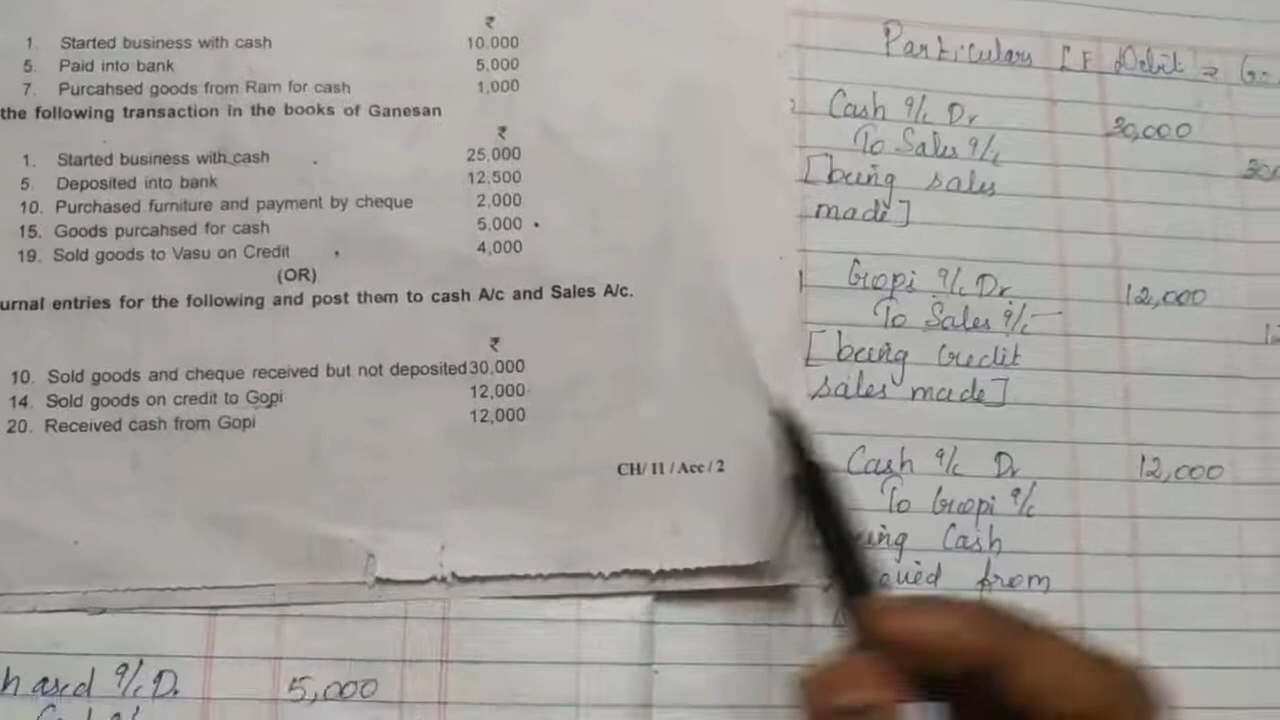 ₹
1. Started business with cash 10,000
5. Paid into bank 5,000
7. Purcahsed goods from Ram for cash 1,000
the following transaction in the books of Ganesan
₹
1. Started business with cash 25,000
5. Deposited into bank 12,500
10. Purchased furniture and payment by cheque 2,000
15. Goods purcahsed for cash 5,000
19. Sold goods to Vasu on Credit 4,000
(OR)
urnal entries for the following and post them to cash A/c and Sales A/c.
₹
10. Sold goods and cheque received but not deposited 30,000
14. Sold goods on credit to Gopi 12,000
20. Received cash from Gopi 12,000
CH/ 11 / Acc / 2
Particulars LF Debit ₹
Cash a/c Dr 30,000
To Sales a/c
[being sales
made]
Gopi a/c Dr 12,000
To Sales a/c
[being Credit
sales made]
Cash a/c Dr 12,000
To Gopi a/c
Cash
from
hased a/c D. 5,000